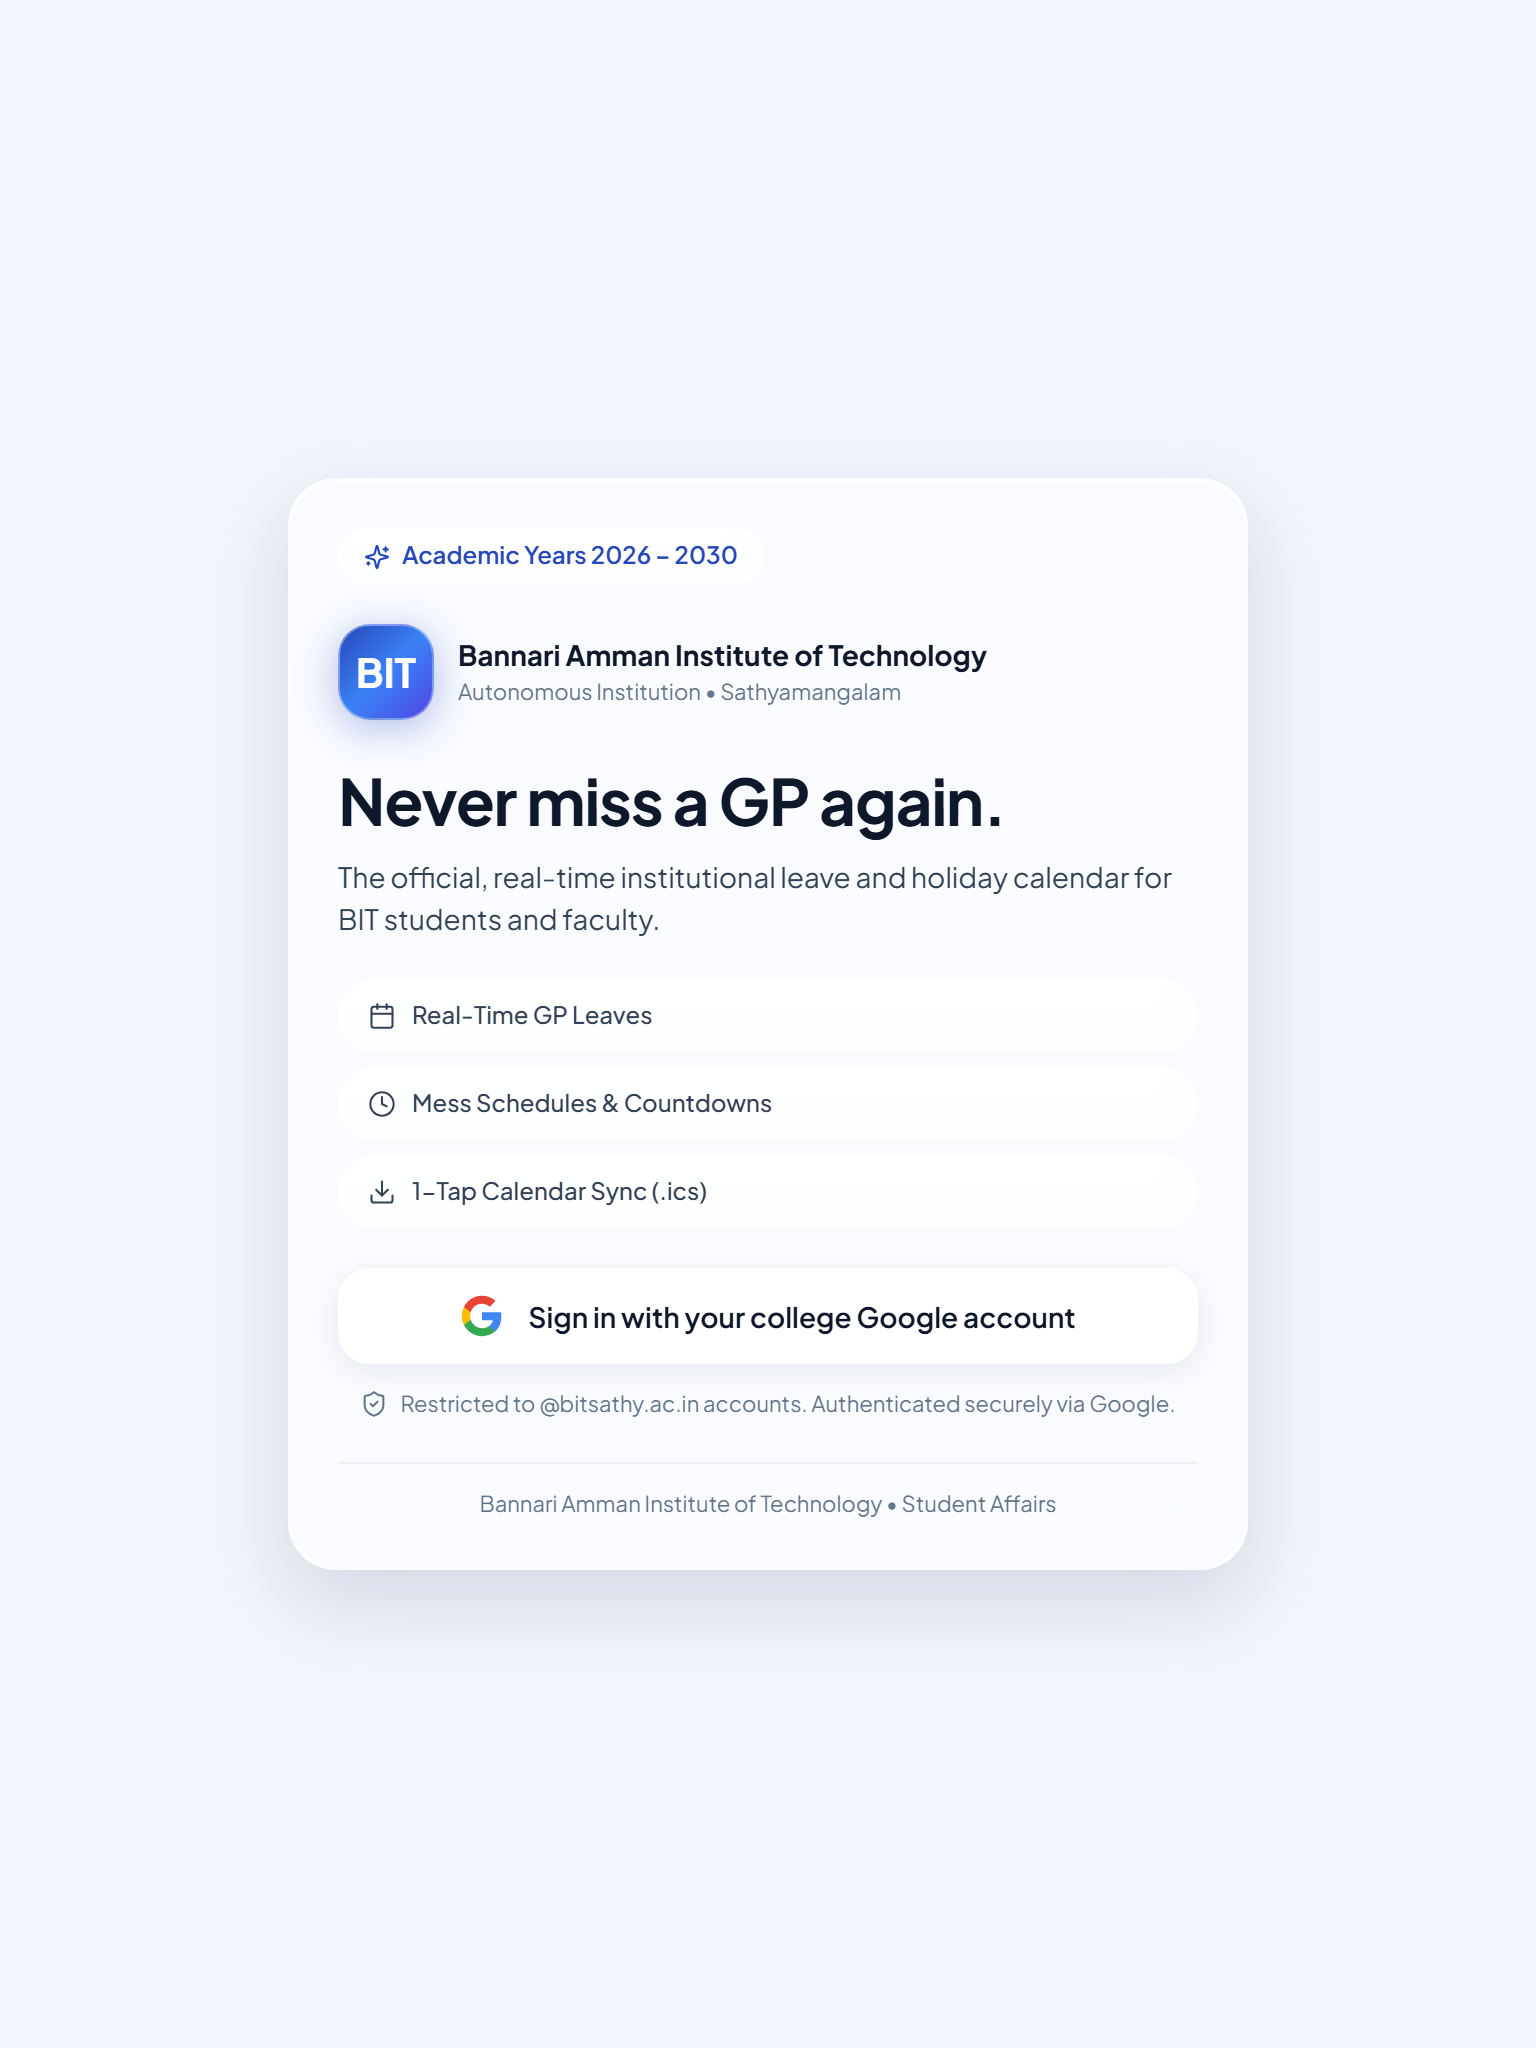 Academic Years 2026 – 2030
BIT
Bannari Amman Institute of Technology
Autonomous Institution • Sathyamangalam
Never miss a GP again.
The official, real-time institutional leave and holiday calendar for
BIT students and faculty.
Real-Time GP Leaves
Mess Schedules & Countdowns
1-Tap Calendar Sync (.ics)
Sign in with your college Google account
Restricted to @bitsathy.ac.in accounts. Authenticated securely via Google.
Bannari Amman Institute of Technology • Student Affairs